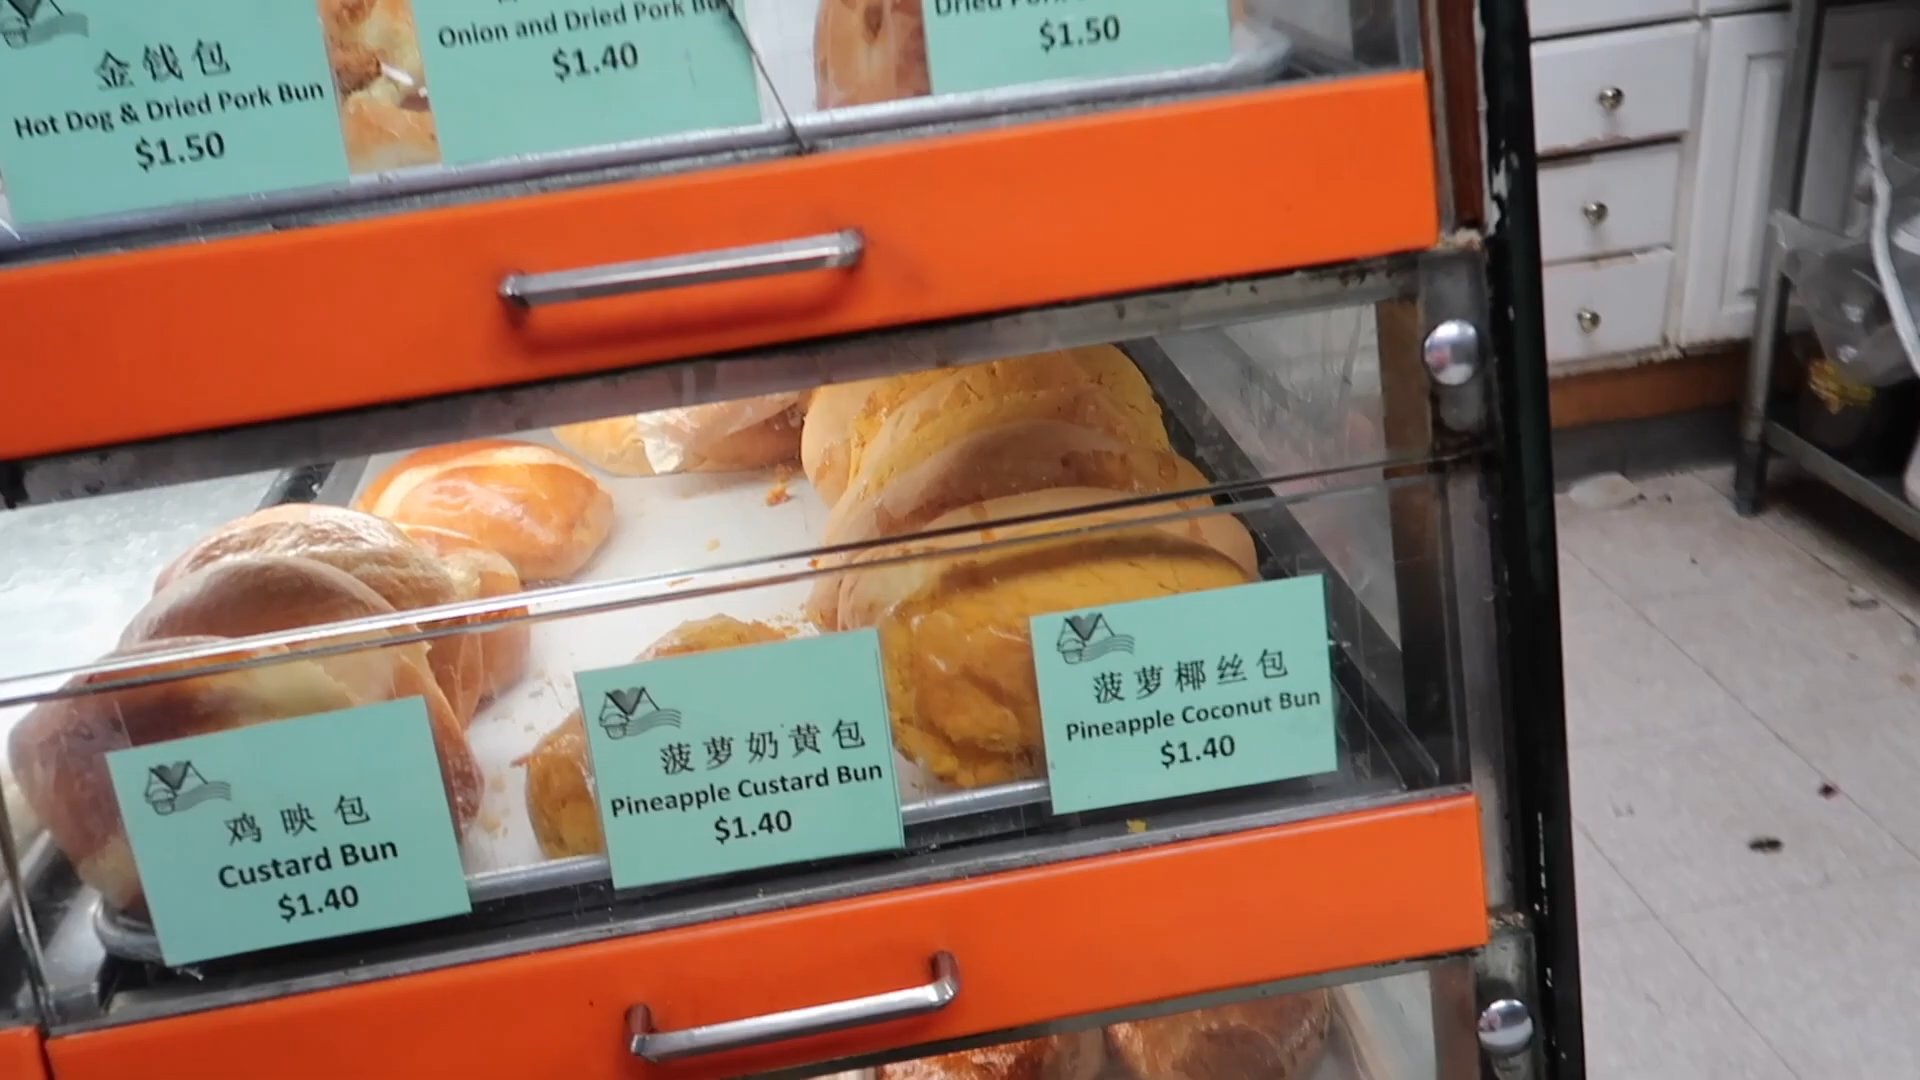 金钱包
Hot Dog & Dried Pork Bun
$1.50
Onion and Dried Pork Bun
$1.40
Dried
$1.50
鸡映包
Custard Bun
$1.40
菠萝奶黄包
Pineapple Custard Bun
$1.40
菠萝椰丝包
Pineapple Coconut Bun
$1.40